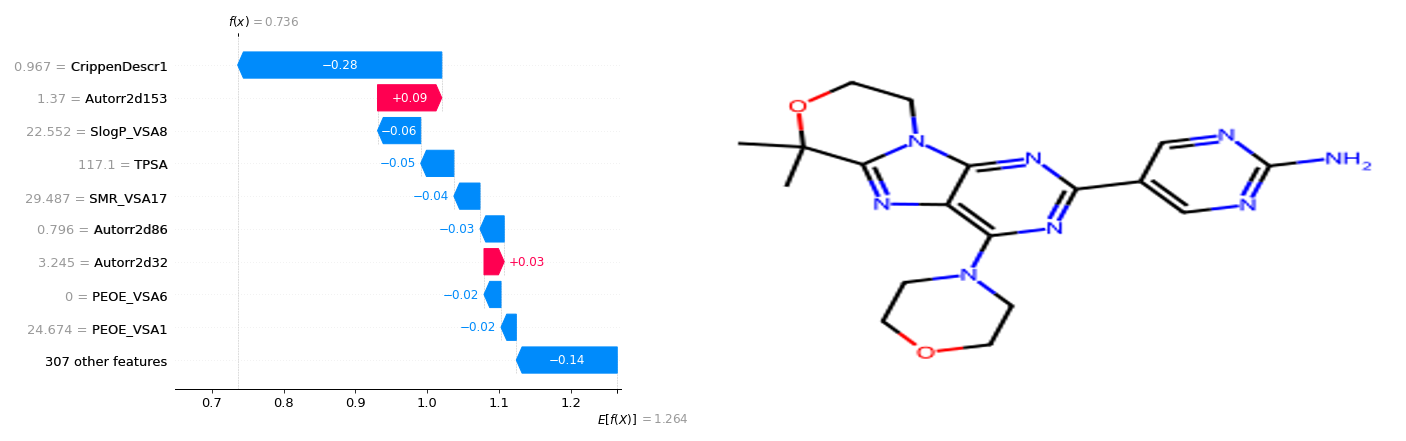 f(x) = 0.736
0.967 = CrippenDescr1
−0.28
1.37 = Autorr2d153
+0.09
22.552 = SlogP_VSA8
−0.06
117.1 = TPSA
−0.05
29.487 = SMR_VSA17
−0.04
0.796 = Autorr2d86
−0.03
3.245 = Autorr2d32
+0.03
0 = PEOE_VSA6
−0.02
24.674 = PEOE_VSA1
−0.02
307 other features
−0.14
0.7 0.8 0.9 1.0 1.1 1.2
E[f(X)] = 1.264
O
N
N
N
N
N
N
N
NH2
O